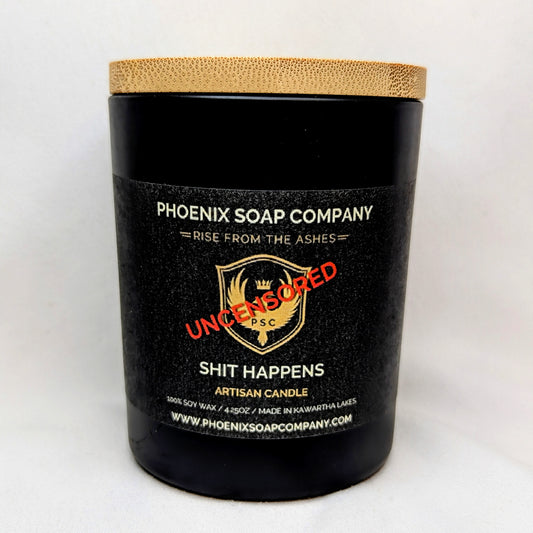 PHOENIX SOAP COMPANY
RISE FROM THE ASHES
UNCENSORED
PSC
SHIT HAPPENS
ARTISAN CANDLE
100% SOY WAX / 4.25OZ / MADE IN KAWARTHA LAKES
WWW.PHOENIXSOAPCOMPANY.COM